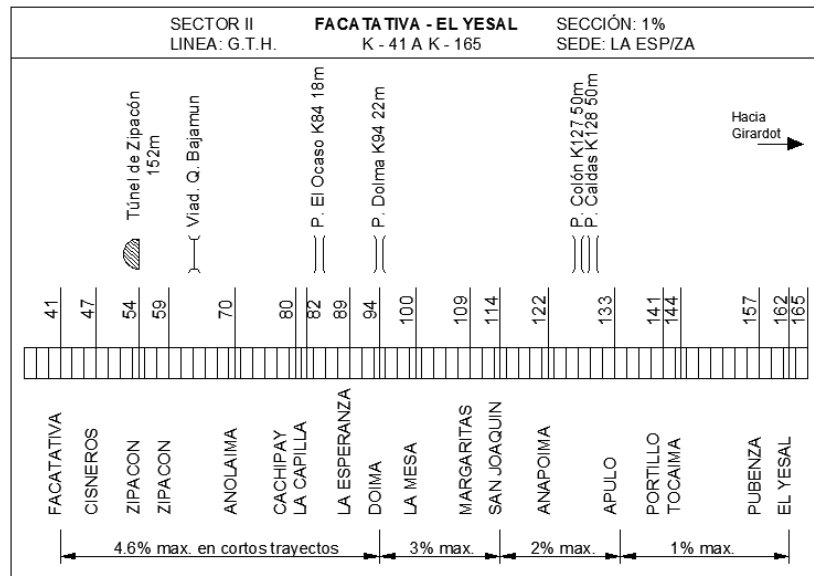 SECTOR II FACATATIVA - EL YESAL SECCIÓN: 1%
LINEA: G.T.H. K - 41 A K - 165 SEDE: LA ESP/ZA
Túnel de Zipacón
152m
Viad. Q. Bajamun
P. El Ocaso K84 18m
P. Dolma K94 22m
P. Colón K127 50m
P. Caldas K128 50m
Hacia
Girardot
41 47 54 59 70 80 82 89 94 100 109 114 122 133 141 144 157 162 165
FACATATIVA
CISNEROS
ZIPACON
ZIPACON
ANOLAIMA
CACHIPAY
LA CAPILLA
LA ESPERANZA
DOIMA
LA MESA
MARGARITAS
SAN JOAQUIN
ANAPOIMA
APULO
PORTILLO
TOCAIMA
PUBENZA
EL YESAL
4.6% max. en cortos trayectos 3% max. 2% max. 1% max.